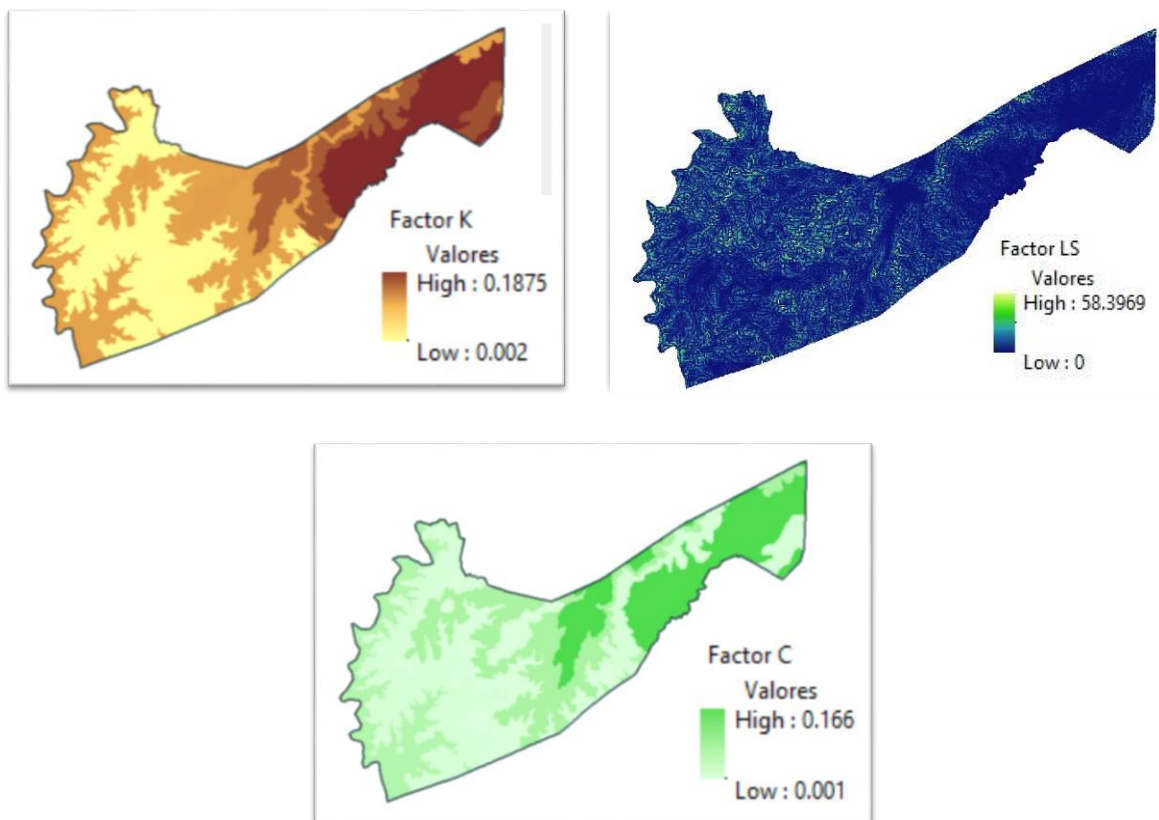 Factor K
Valores
High : 0.1875
Low : 0.002
Factor LS
Valores
High : 58.3969
Low : 0
Factor C
Valores
High : 0.166
Low : 0.001